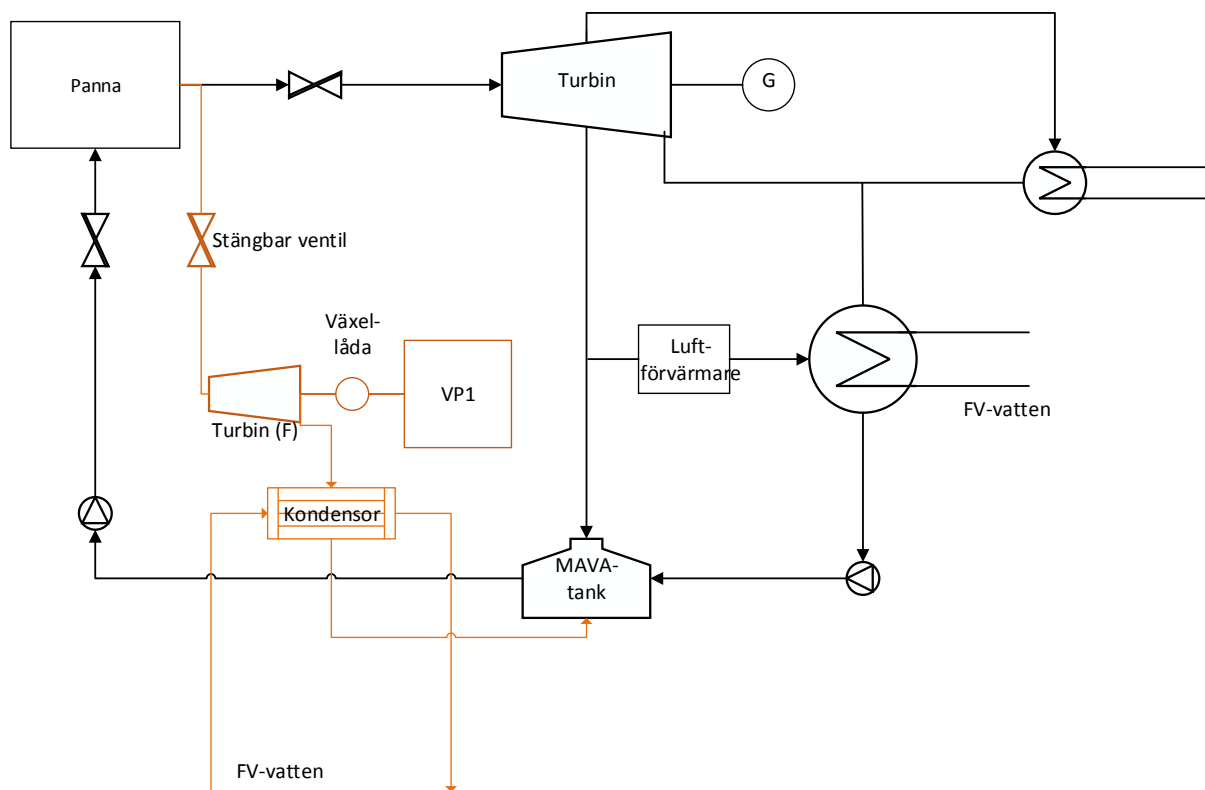 Panna
Turbin
G
Stängbar ventil
Växel-
låda
VP1
Luft-
förvärmare
FV-vatten
Turbin (F)
Kondensor
MAVA-
tank
FV-vatten